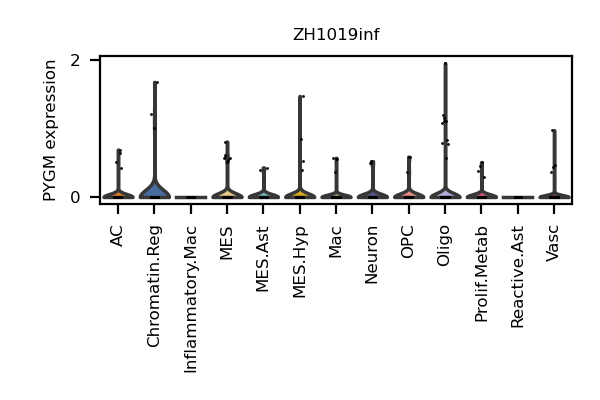 ZH1019inf
PYGM expression
2
0
AC
Chromatin.Reg
Inflammatory.Mac
MES
MES.Ast
MES.Hyp
Mac
Neuron
OPC
Oligo
Prolif.Metab
Reactive.Ast
Vasc